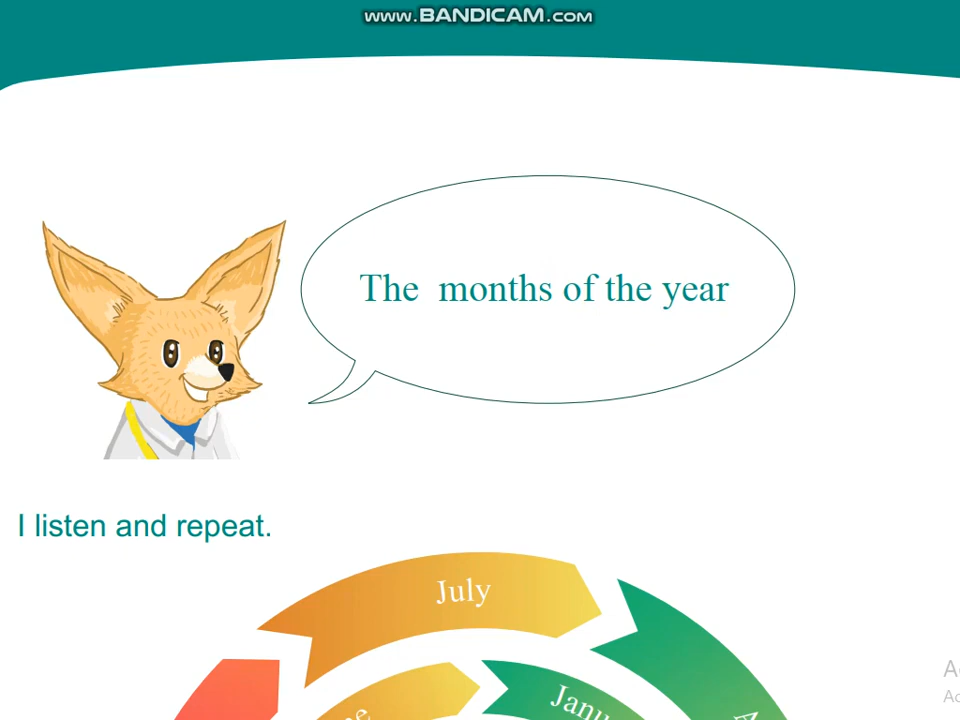 www.BANDICAM.com
The months of the year
I listen and repeat.
July